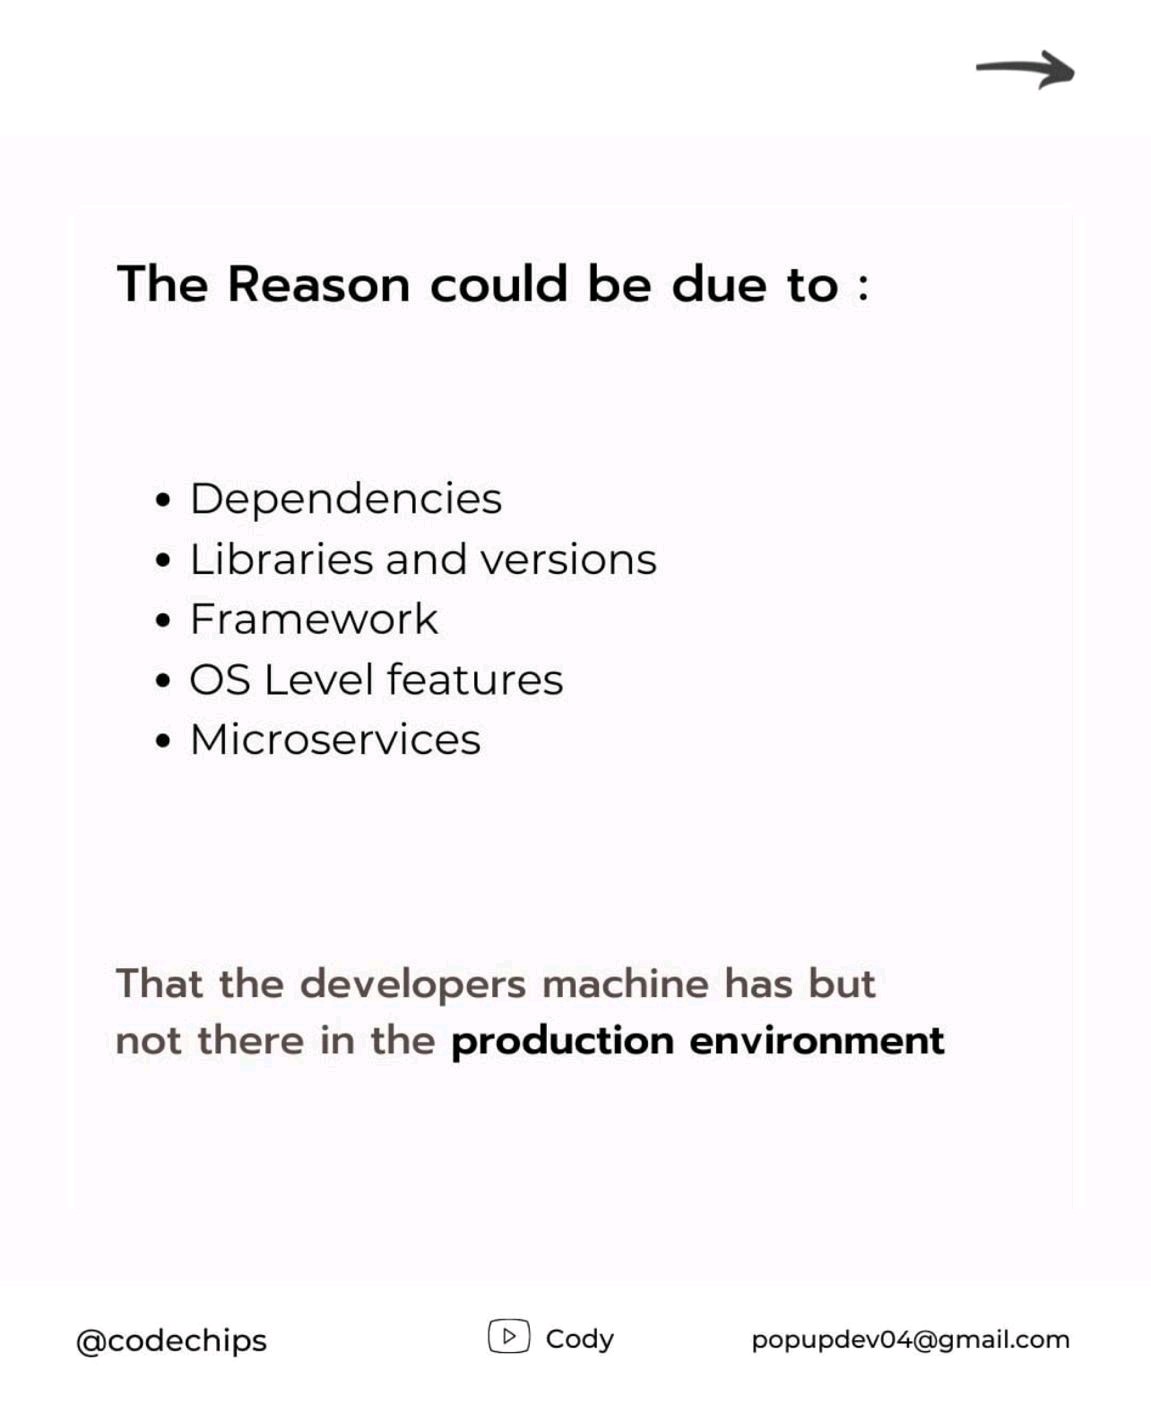 The Reason could be due to :
• Dependencies
• Libraries and versions
• Framework
• OS Level features
• Microservices
That the developers machine has but
not there in the production environment
@codechips
Cody
popupdev04@gmail.com